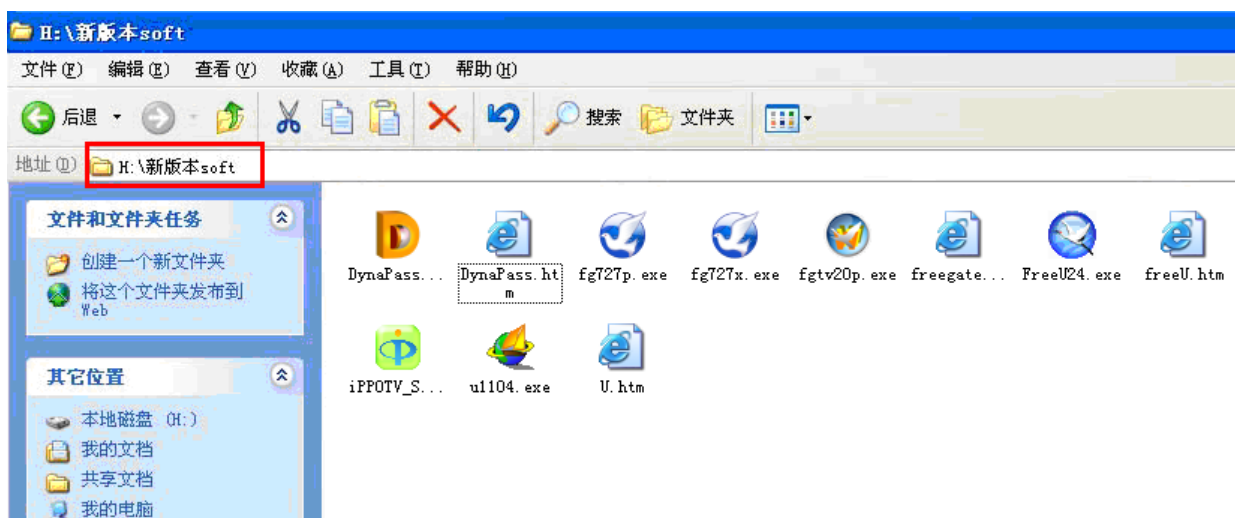 H:\新版本soft
文件(F) 编辑(E) 查看(V) 收藏(A) 工具(T) 帮助(H)
后退 搜索 文件夹
地址(D) H:\新版本soft
文件和文件夹任务
创建一个新文件夹
将这个文件夹发布到
Web
其它位置
本地磁盘 (H:)
我的文档
共享文档
我的电脑
DynaPass... DynaPass.ht fg727p.exe fg727x.exe fgtv20p.exe freegate... FreeU24.exe freeU.htm
m
iPPOTV_S... u1104.exe U.htm